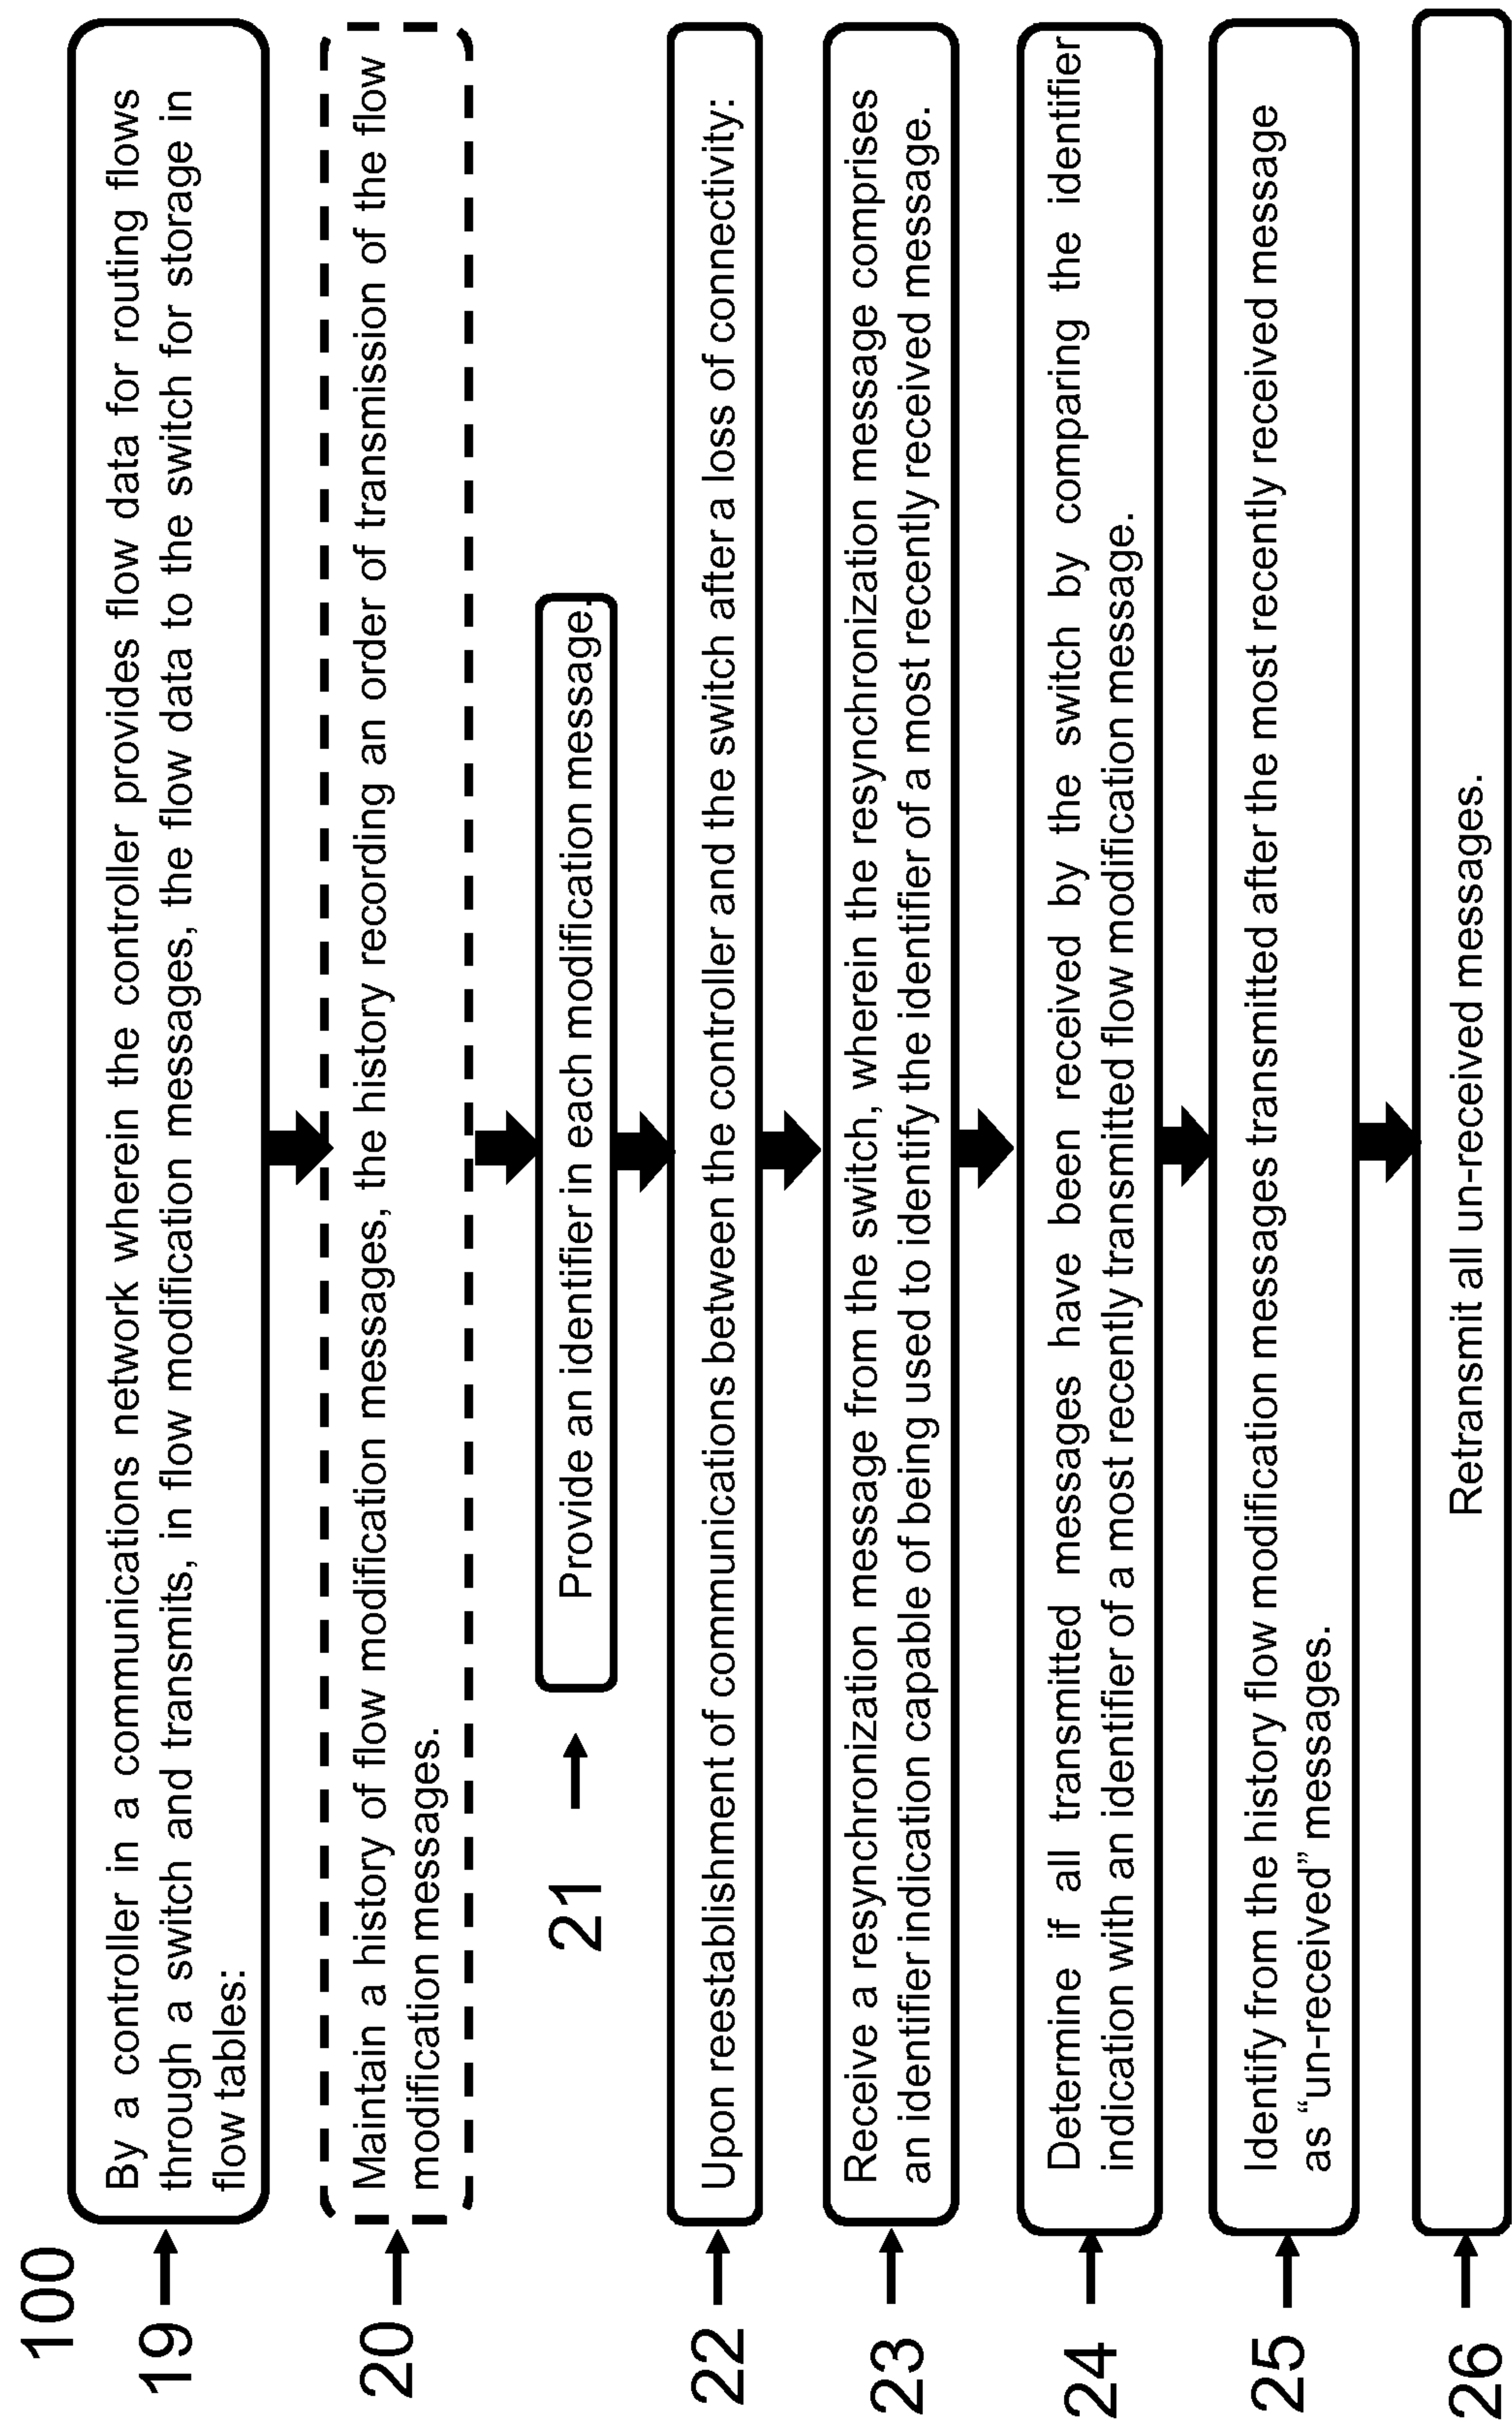 100
19
By a controller in a communications network wherein the controller provides flow data for routing flows
through a switch and transmits, in flow modification messages, the flow data to the switch for storage in
flow tables:
20
Maintain a history of flow modification messages, the history recording an order of transmission of the flow
modification messages.
21
Provide an identifier in each modification message.
22
Upon reestablishment of communications between the controller and the switch after a loss of connectivity:
23
Receive a resynchronization message from the switch, wherein the resynchronization message comprises
an identifier indication capable of being used to identify the identifier of a most recently received message.
24
Determine if all transmitted messages have been received by the switch by comparing the identifier
indication with an identifier of a most recently transmitted flow modification message.
25
Identify from the history flow modification messages transmitted after the most recently received message
as “un-received” messages.
26
Retransmit all un-received messages.